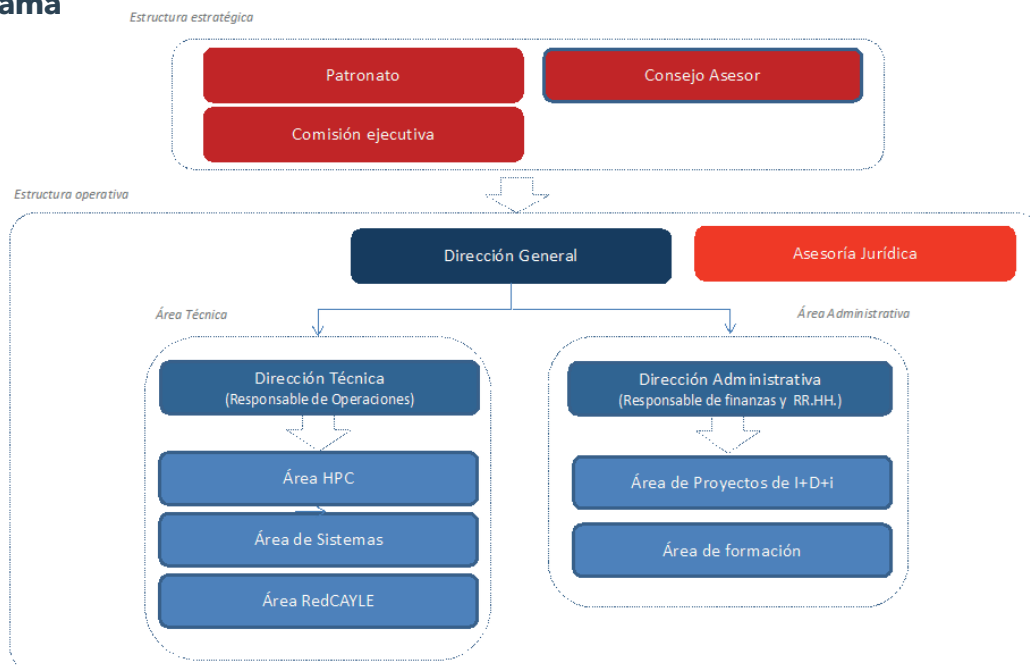 ama
Estructura estratégica
Patronato
Consejo Asesor
Comisión ejecutiva
Estructura operativa
Dirección General
Asesoría Jurídica
Área Técnica
Área Administrativa
Dirección Técnica
(Responsable de Operaciones)
Dirección Administrativa
(Responsable de finanzas y RR.HH.)
Área HPC
Área de Proyectos de I+D+i
Área de Sistemas
Área de formación
Área RedCAYLE